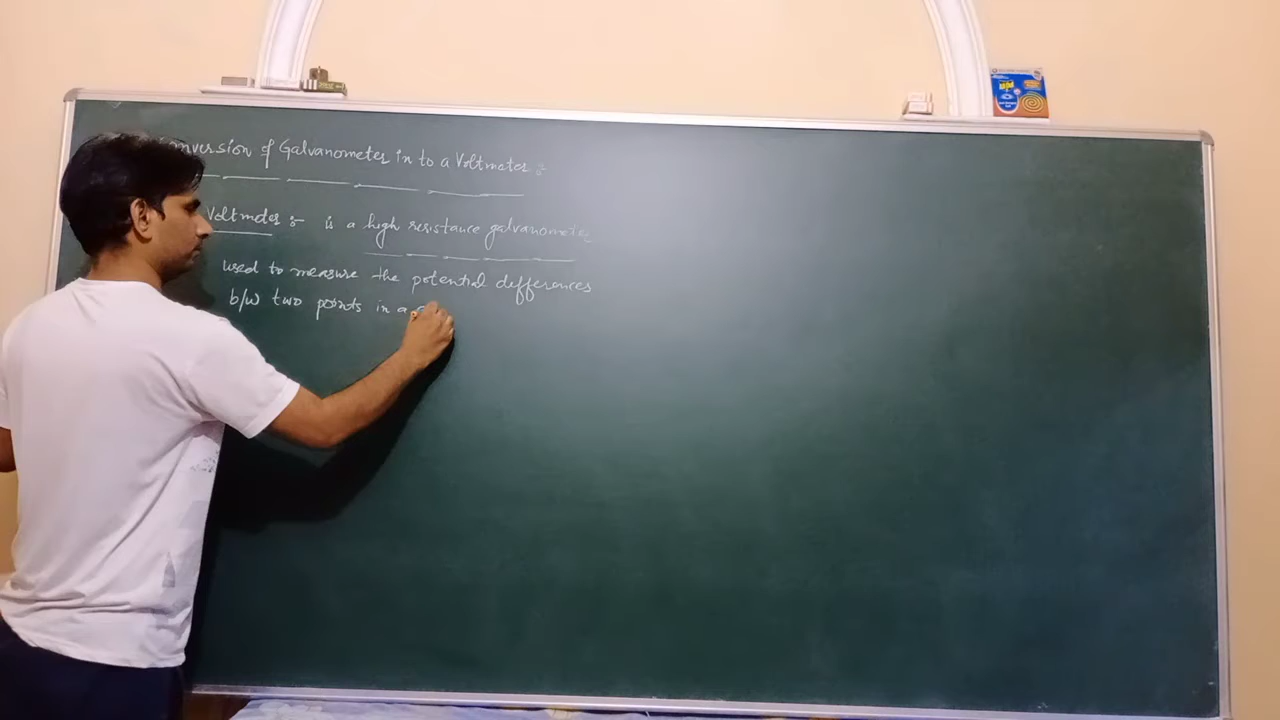 nversion of Galvanometer in to a Voltmeter :-
Voltmeter :- is a high resistance galvanometer
used to measure the potential differences
b/w two points in a